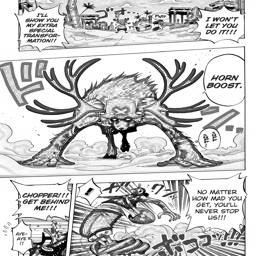 I WON'T
LET YOU
DO IT!!!
I'LL
SHOW YOU
MY EXTRA
SPECIAL
TRANSFOR-
MATION!!
HORN
BOOST.
NO MATTER
HOW MAD YOU
GET, YOU'LL
NEVER STOP
US!!!
CHOPPER!!!
GET BEHIND
ME!!!
AYE-
AYE
!!